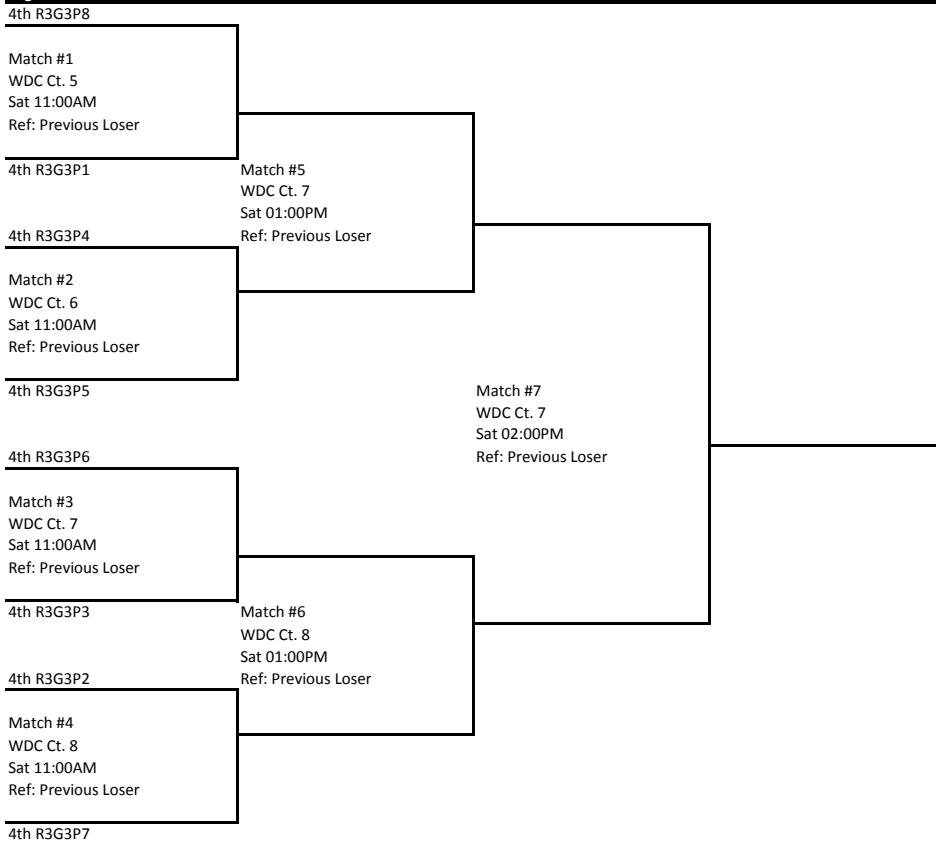 4th R3G3P8
Match #1
WDC Ct. 5
Sat 11:00AM
Ref: Previous Loser
4th R3G3P1
Match #5
WDC Ct. 7
Sat 01:00PM
Ref: Previous Loser
4th R3G3P4
Match #2
WDC Ct. 6
Sat 11:00AM
Ref: Previous Loser
4th R3G3P5
Match #7
WDC Ct. 7
Sat 02:00PM
Ref: Previous Loser
4th R3G3P6
Match #3
WDC Ct. 7
Sat 11:00AM
Ref: Previous Loser
4th R3G3P3
Match #6
WDC Ct. 8
Sat 01:00PM
Ref: Previous Loser
4th R3G3P2
Match #4
WDC Ct. 8
Sat 11:00AM
Ref: Previous Loser
4th R3G3P7